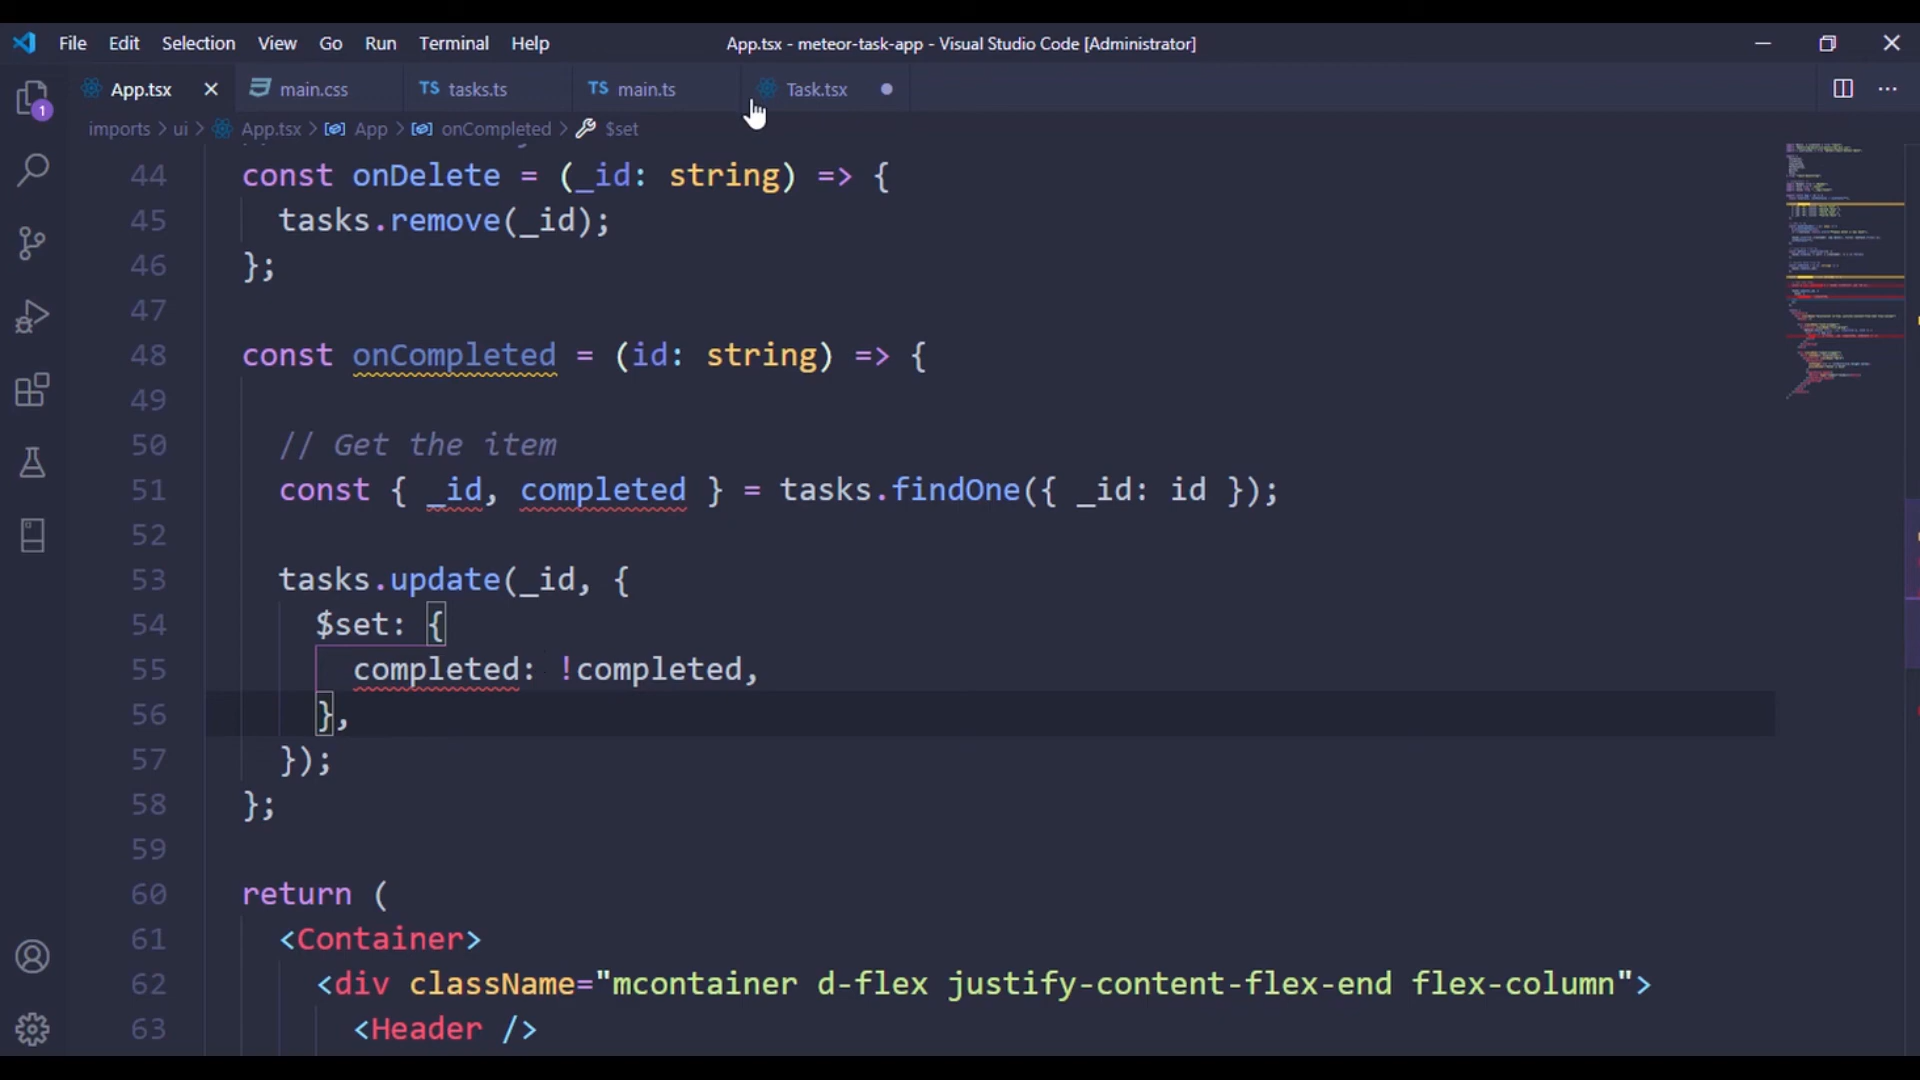 File Edit Selection View Go Run Terminal Help App.tsx - meteor-task-app - Visual Studio Code [Administrator]
1 App.tsx main.css TS tasks.ts TS main.ts Task.tsx
imports > ui > App.tsx > App > onCompleted > $set
44 const onDelete = (_id: string) => {
45 tasks.remove(_id);
46 };
47
48 const onCompleted = (id: string) => {
49
50 // Get the item
51 const { _id, completed } = tasks.findOne({ _id: id });
52
53 tasks.update(_id, {
54 $set: {
55 completed: !completed,
56 },
57 });
58 };
59
60 return (
61 <Container>
62 <div className="mcontainer d-flex justify-content-flex-end flex-column">
63 <Header />